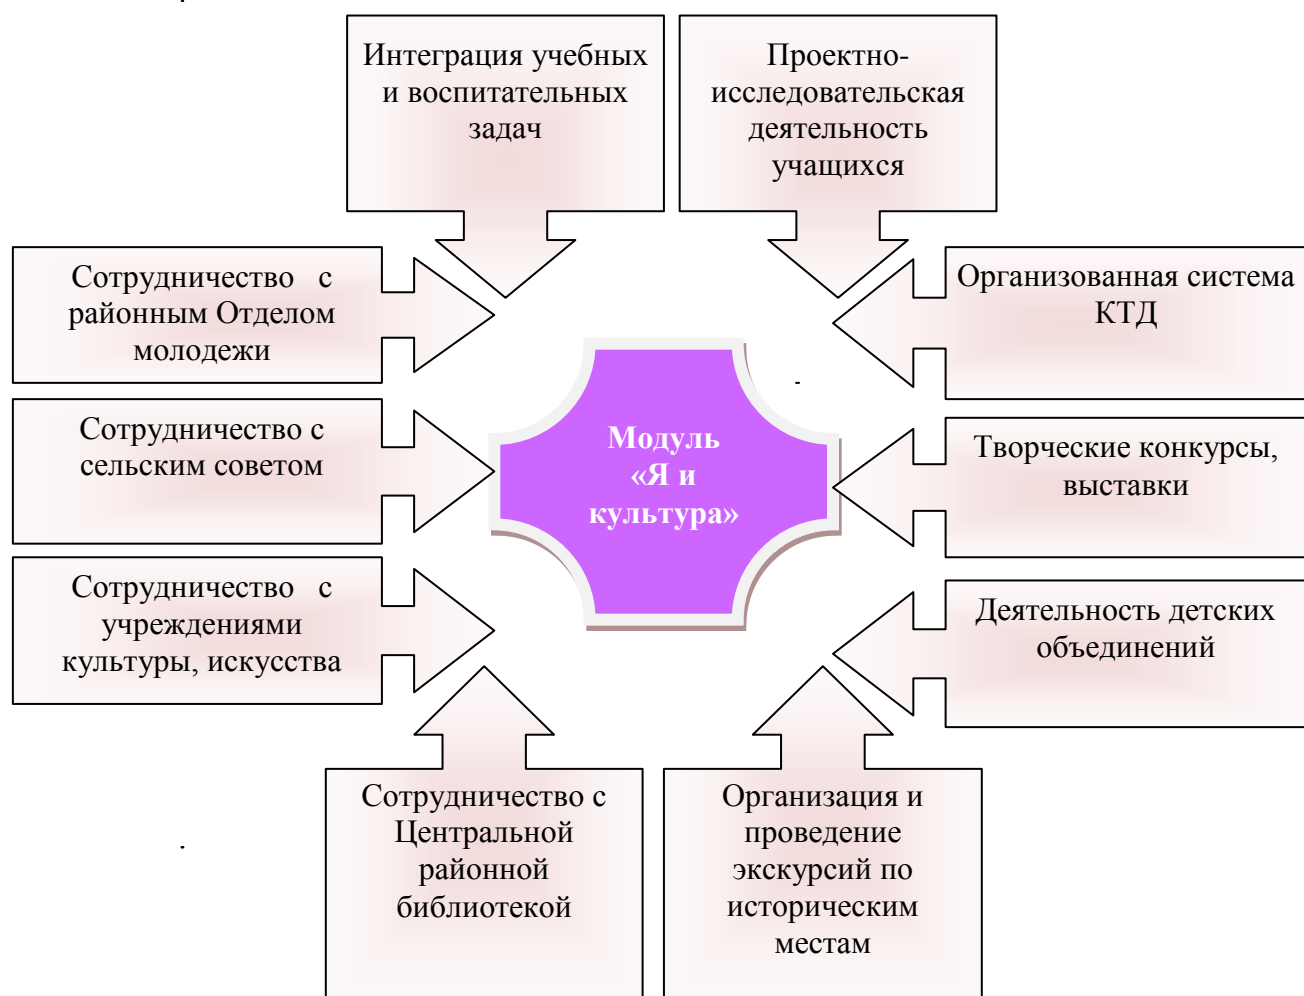 Интеграция учебных
и воспитательных
задач
Проектно-
исследовательская
деятельность
учащихся
Сотрудничество с
районным Отделом
молодежи
Организованная система
КТД
Сотрудничество с
сельским советом
Модуль
«Я и
культура»
Творческие конкурсы,
выставки
Сотрудничество с
учреждениями
культуры, искусства
Деятельность детских
объединений
Сотрудничество с
Центральной
районной
библиотекой
Организация и
проведение
экскурсий по
историческим
местам